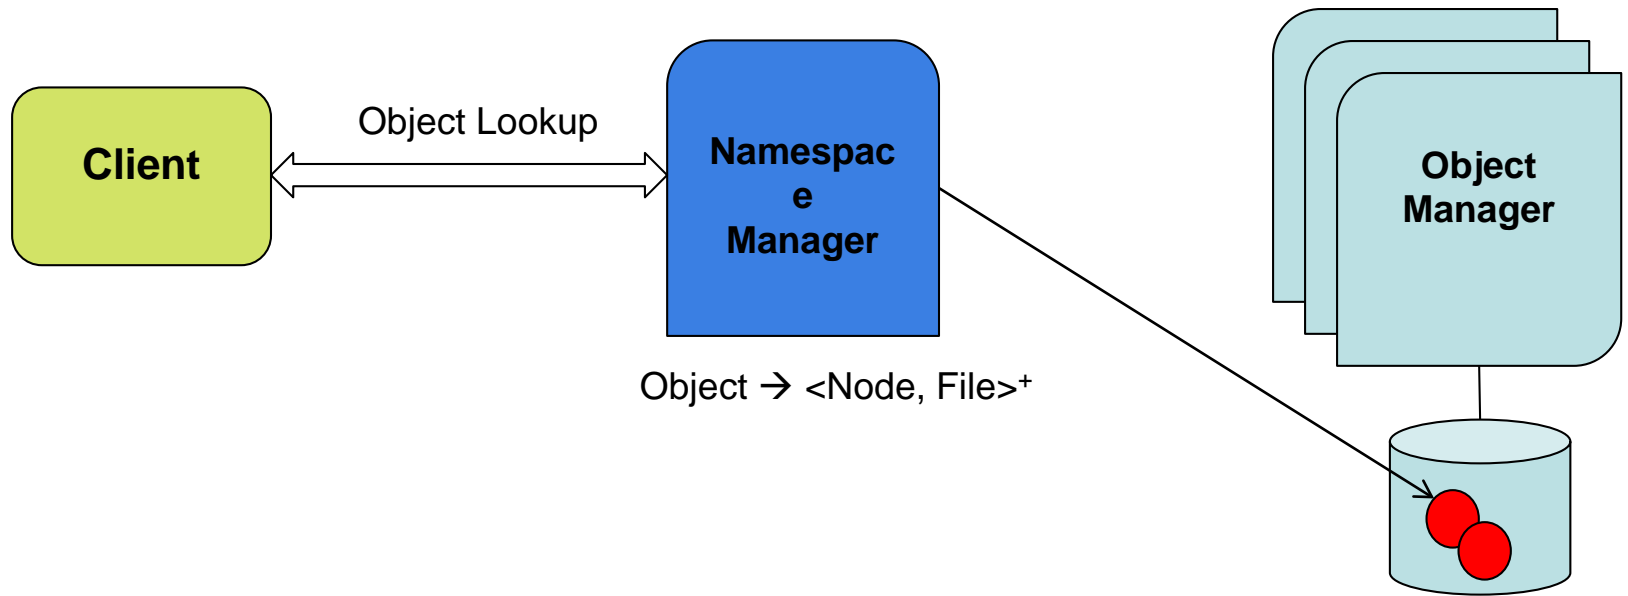 Client
Object Lookup
Namespac
e
Manager
Object → <Node, File>⁺
Object
Manager